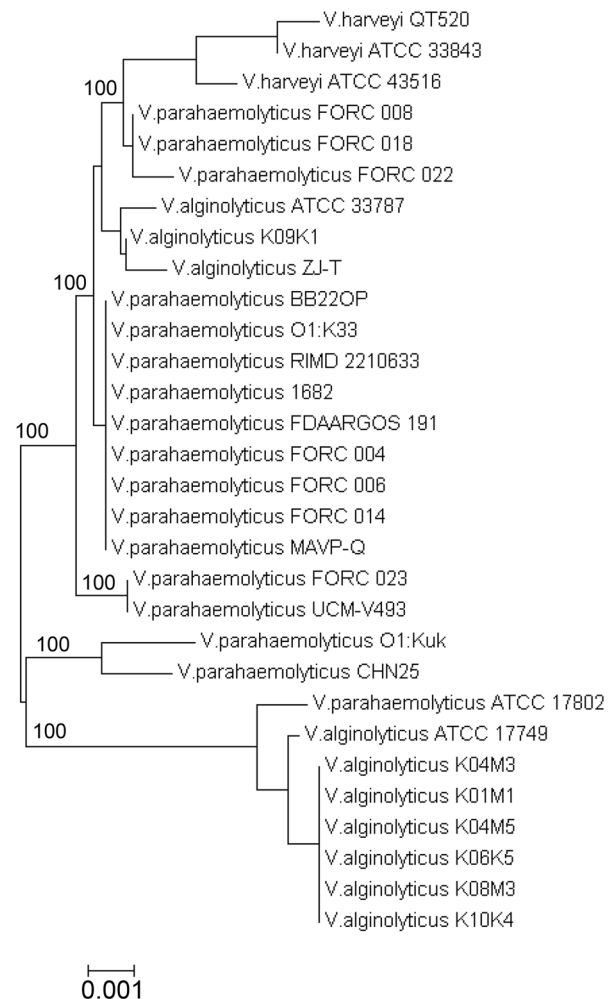 V.harveyi QT520
V.harveyi ATCC 33843
V.harveyi ATCC 43516
100
V.parahaemolyticus FORC 008
V.parahaemolyticus FORC 018
V.parahaemolyticus FORC 022
V.alginolyticus ATCC 33787
V.alginolyticus K09K1
V.alginolyticus ZJ-T
100
V.parahaemolyticus BB22OP
V.parahaemolyticus O1:K33
V.parahaemolyticus RIMD 2210633
V.parahaemolyticus 1682
V.parahaemolyticus FDAARGOS 191
100
V.parahaemolyticus FORC 004
V.parahaemolyticus FORC 006
V.parahaemolyticus FORC 014
V.parahaemolyticus MAVP-Q
100
V.parahaemolyticus FORC 023
V.parahaemolyticus UCM-V493
100
V.parahaemolyticus O1:Kuk
V.parahaemolyticus CHN25
V.parahaemolyticus ATCC 17802
100
V.alginolyticus ATCC 17749
V.alginolyticus K04M3
V.alginolyticus K01M1
V.alginolyticus K04M5
V.alginolyticus K06K5
V.alginolyticus K08M3
V.alginolyticus K10K4
0.001